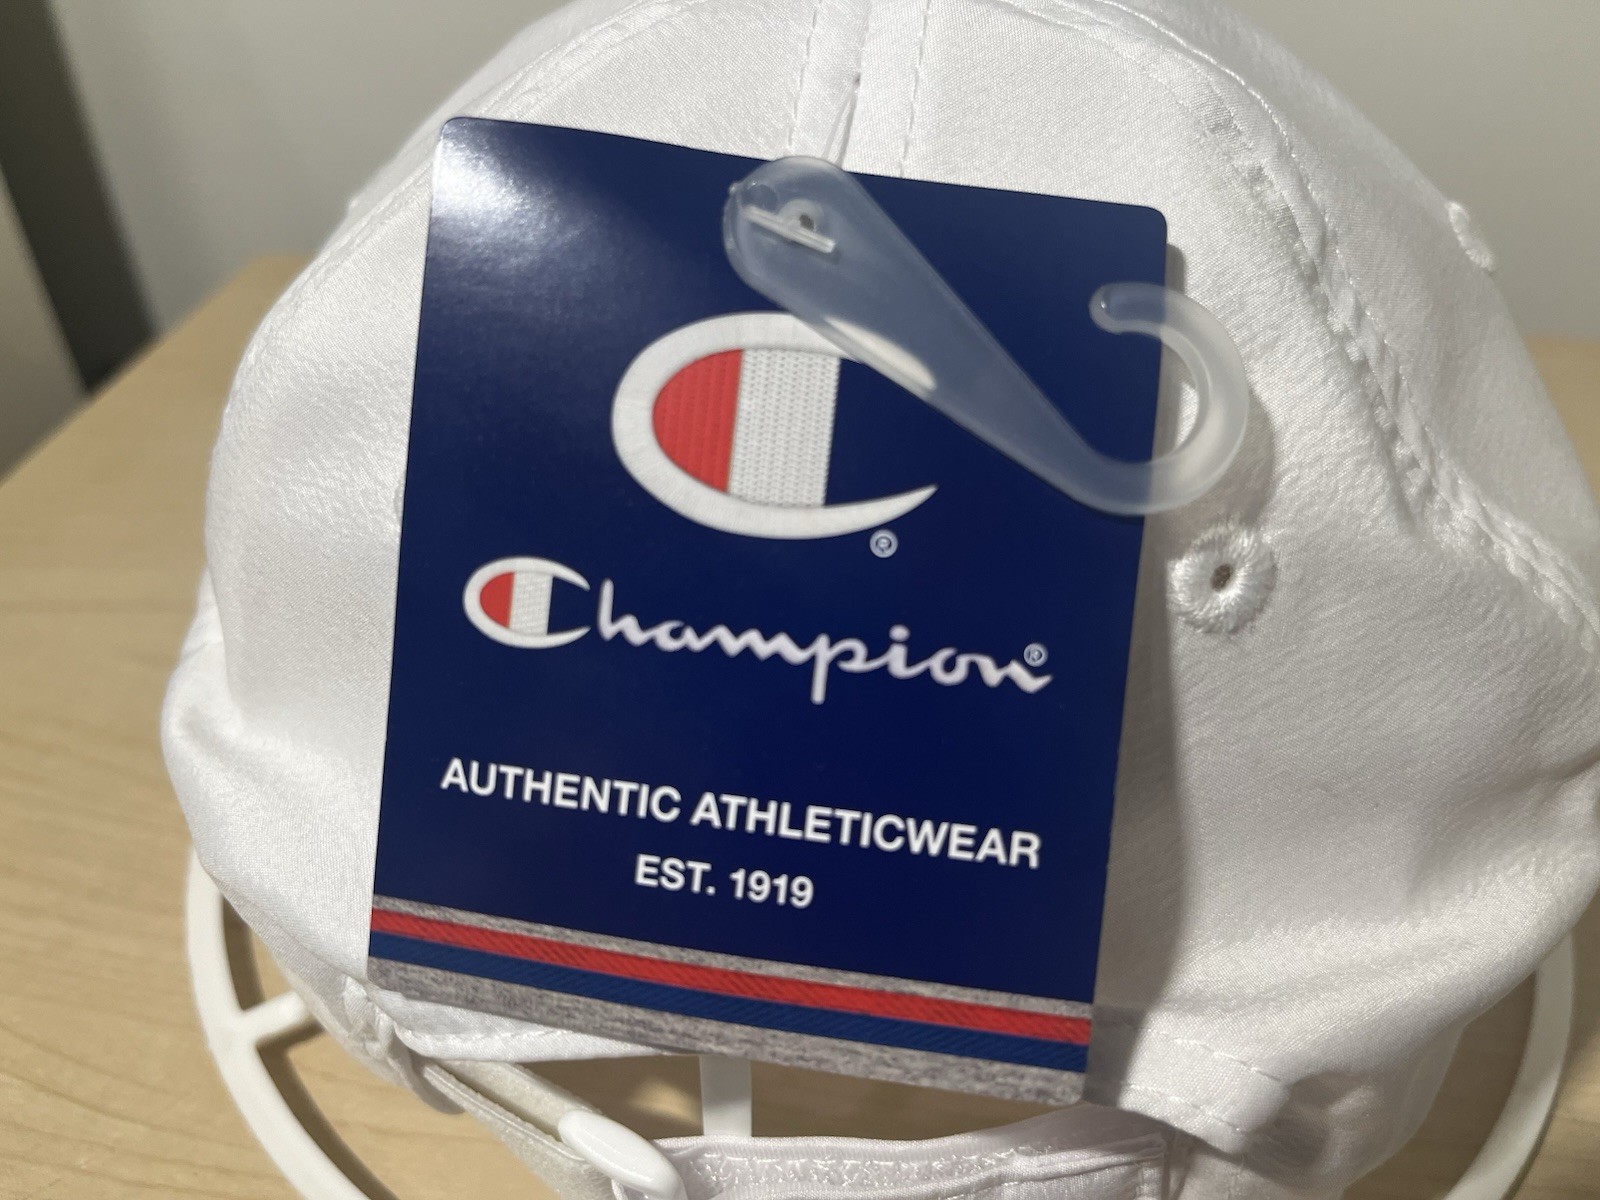 C®
Champion®
AUTHENTIC ATHLETICWEAR
EST. 1919